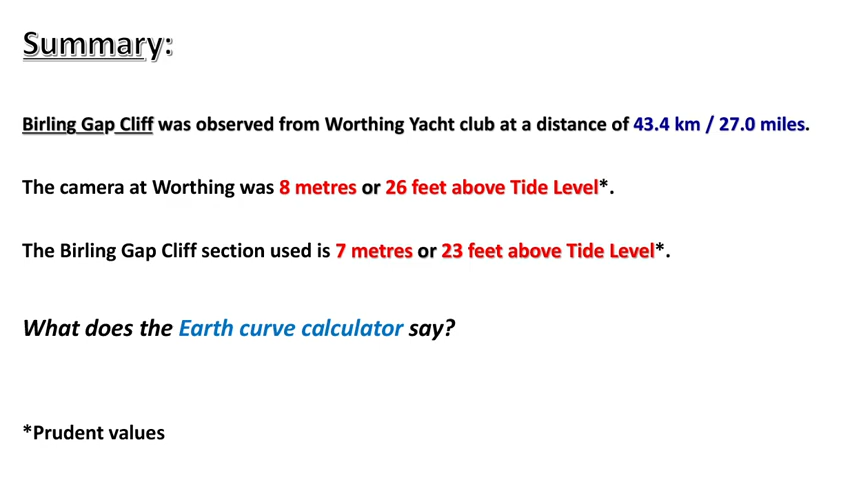 Summary:
Birling Gap Cliff was observed from Worthing Yacht club at a distance of 43.4 km / 27.0 miles.
The camera at Worthing was 8 metres or 26 feet above Tide Level*.
The Birling Gap Cliff section used is 7 metres or 23 feet above Tide Level*.
What does the Earth curve calculator say?
*Prudent values